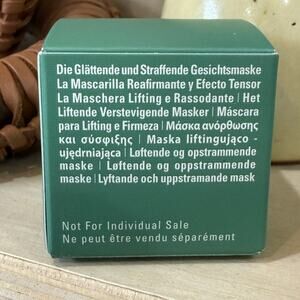 Die Glättende und Straffende Gesichtsmaske
La Mascarilla Reafirmante y Efecto Tensor
La Maschera Lifting e Rassodante | Het
Liftende Verstevigende Masker | Máscara
para Lifting e Firmeza | Μάσκα ανόρθωσης
και σύσφιξης | Maska liftingująco-
ujędrniająca | Løftende og opstrammende
maske | Løftende og oppstrammende
maske | Lyftande och uppstramande mask
Not For Individual Sale
Ne peut être vendu séparément